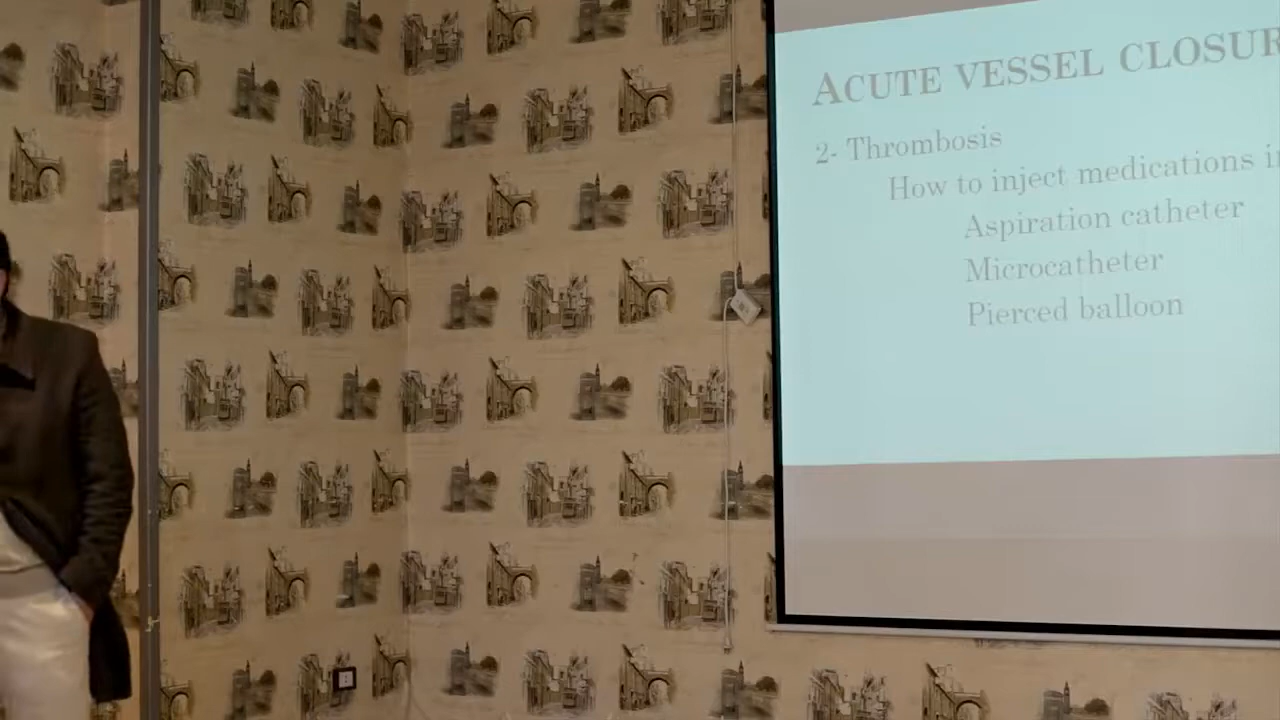 ACUTE VESSEL CLOSUR
2- Thrombosis
How to inject medications i
Aspiration catheter
Microcatheter
Pierced balloon